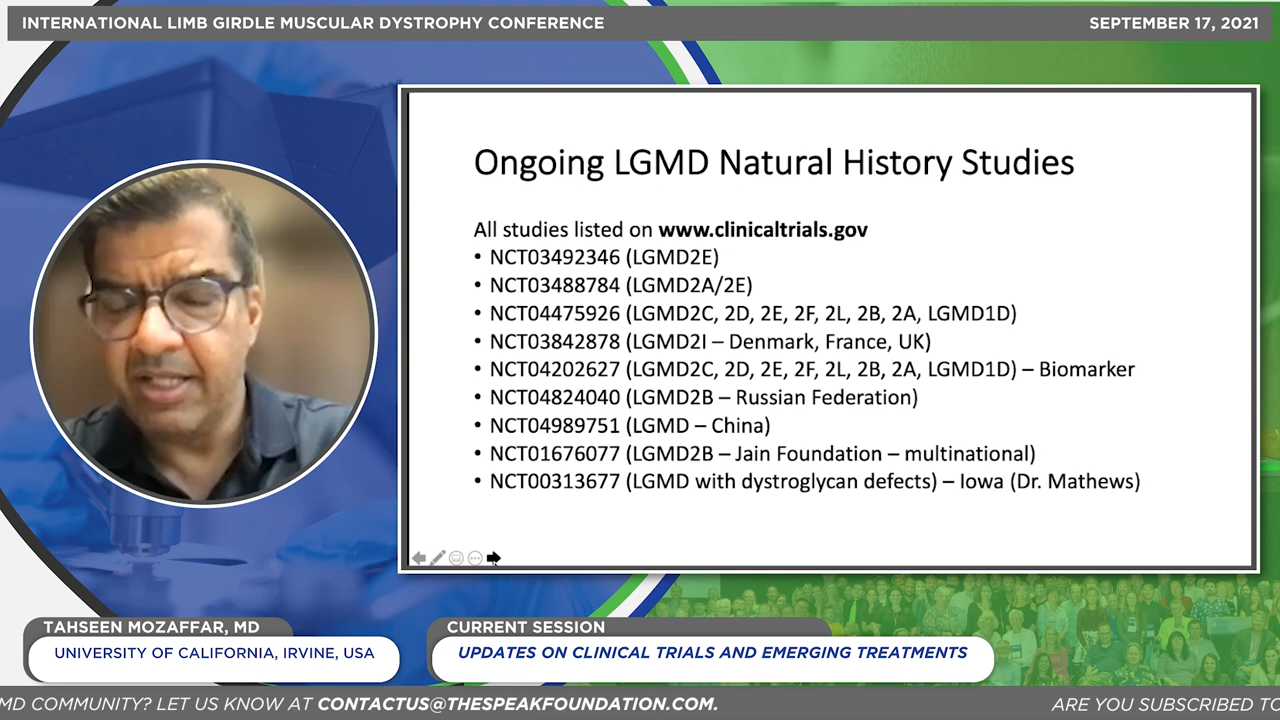 INTERNATIONAL LIMB GIRDLE MUSCULAR DYSTROPHY CONFERENCE
SEPTEMBER 17, 2021
Ongoing LGMD Natural History Studies
All studies listed on www.clinicaltrials.gov
• NCT03492346 (LGMD2E)
• NCT03488784 (LGMD2A/2E)
• NCT04475926 (LGMD2C, 2D, 2E, 2F, 2L, 2B, 2A, LGMD1D)
• NCT03842878 (LGMD2I – Denmark, France, UK)
• NCT04202627 (LGMD2C, 2D, 2E, 2F, 2L, 2B, 2A, LGMD1D) – Biomarker
• NCT04824040 (LGMD2B – Russian Federation)
• NCT04989751 (LGMD – China)
• NCT01676077 (LGMD2B – Jain Foundation – multinational)
• NCT00313677 (LGMD with dystroglycan defects) – Iowa (Dr. Mathews)
TAHSEEN MOZAFFAR, MD
UNIVERSITY OF CALIFORNIA, IRVINE, USA
CURRENT SESSION
UPDATES ON CLINICAL TRIALS AND EMERGING TREATMENTS
MD COMMUNITY? LET US KNOW AT CONTACTUS@THESPEAKFOUNDATION.COM.
ARE YOU SUBSCRIBED TO